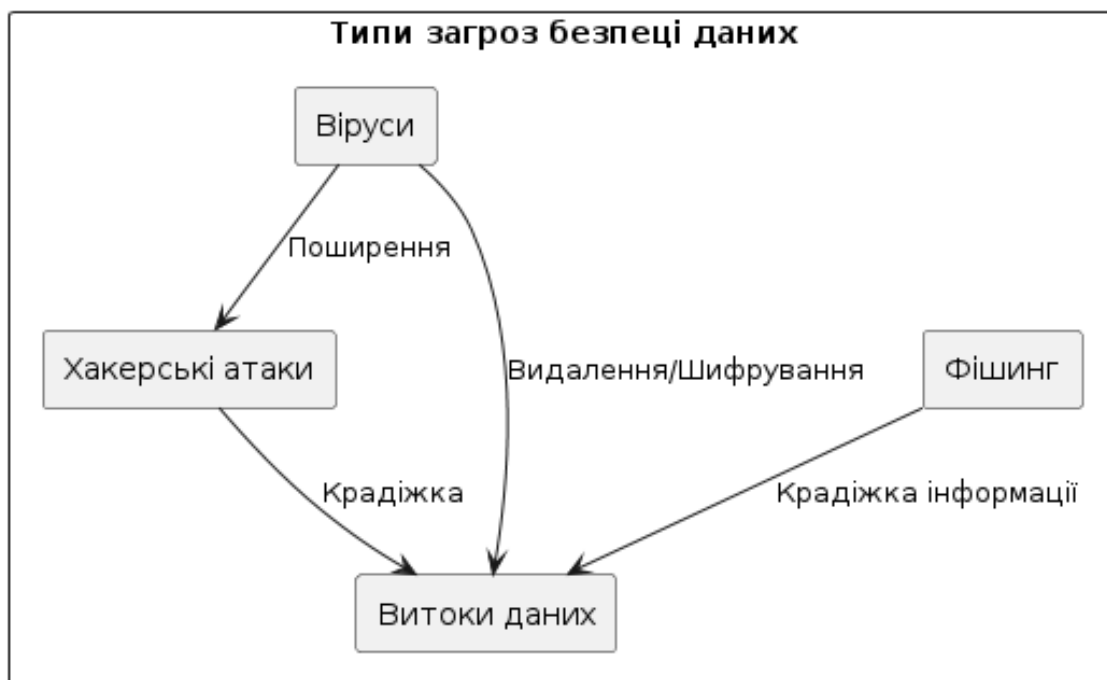 Типи загроз безпеці даних
Віруси
Поширення
Хакерські атаки
Видалення/Шифрування
Фішинг
Крадіжка
Крадіжка інформації
Витоки даних